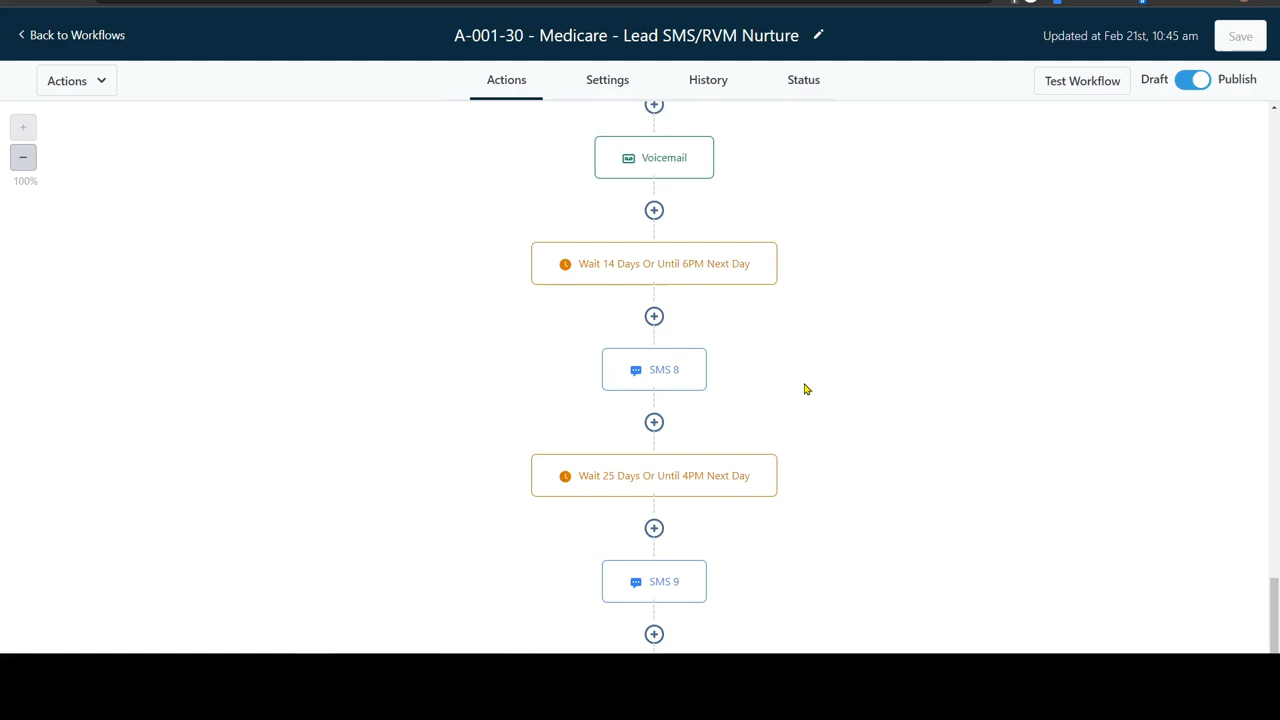 Back to Workflows
A-001-30 - Medicare - Lead SMS/RVM Nurture
Updated at Feb 21st, 10:45 am
Save
Actions
Actions
Settings
History
Status
Test Workflow
Draft
Publish
100%
Voicemail
Wait 14 Days Or Until 6PM Next Day
SMS 8
Wait 25 Days Or Until 4PM Next Day
SMS 9